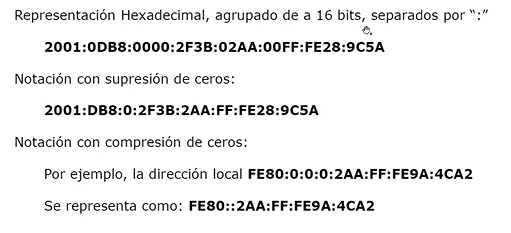 Representación Hexadecimal, agrupado de a 16 bits, separados por “:”
2001:0DB8:0000:2F3B:02AA:00FF:FE28:9C5A
Notación con supresión de ceros:
2001:DB8:0:2F3B:2AA:FF:FE28:9C5A
Notación con compresión de ceros:
Por ejemplo, la dirección local FE80:0:0:0:2AA:FF:FE9A:4CA2
Se representa como: FE80::2AA:FF:FE9A:4CA2